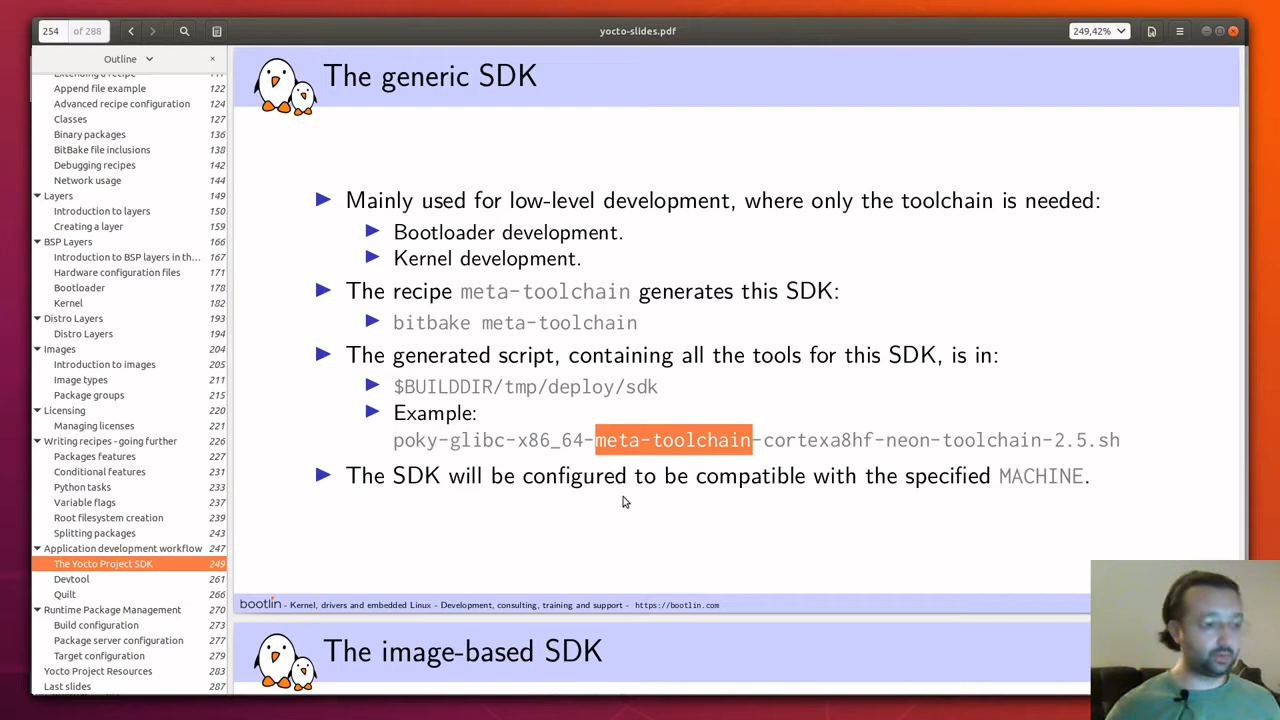 254 of 288
yocto-slides.pdf
249,42%
Outline
Extending a recipe 111
Append file example 122
Advanced recipe configuration 124
Classes 127
Binary packages 136
BitBake file inclusions 138
Debugging recipes 142
Network usage 144
Layers 149
Introduction to layers 150
Creating a layer 159
BSP Layers 166
Introduction to BSP layers in th... 167
Hardware configuration files 171
Bootloader 178
Kernel 182
Distro Layers 193
Distro Layers 194
Images 204
Introduction to images 205
Image types 211
Package groups 215
Licensing 220
Managing licenses 221
Writing recipes - going further 227
Packages features 228
Conditional features 231
Python tasks 233
Variable flags 237
Root filesystem creation 239
Splitting packages 243
Application development workflow 247
The Yocto Project SDK 249
Devtool 261
Quilt 266
Runtime Package Management 270
Build configuration 273
Package server configuration 277
Target configuration 279
Yocto Project Resources 283
Last slides 287
The generic SDK
Mainly used for low-level development, where only the toolchain is needed:
Bootloader development.
Kernel development.
The recipe meta-toolchain generates this SDK:
bitbake meta-toolchain
The generated script, containing all the tools for this SDK, is in:
$BUILDDIR/tmp/deploy/sdk
Example:
poky-glibc-x86_64-meta-toolchain-cortexa8hf-neon-toolchain-2.5.sh
The SDK will be configured to be compatible with the specified MACHINE.
bootlin - Kernel, drivers and embedded Linux - Development, consulting, training and support - https://bootlin.com
The image-based SDK